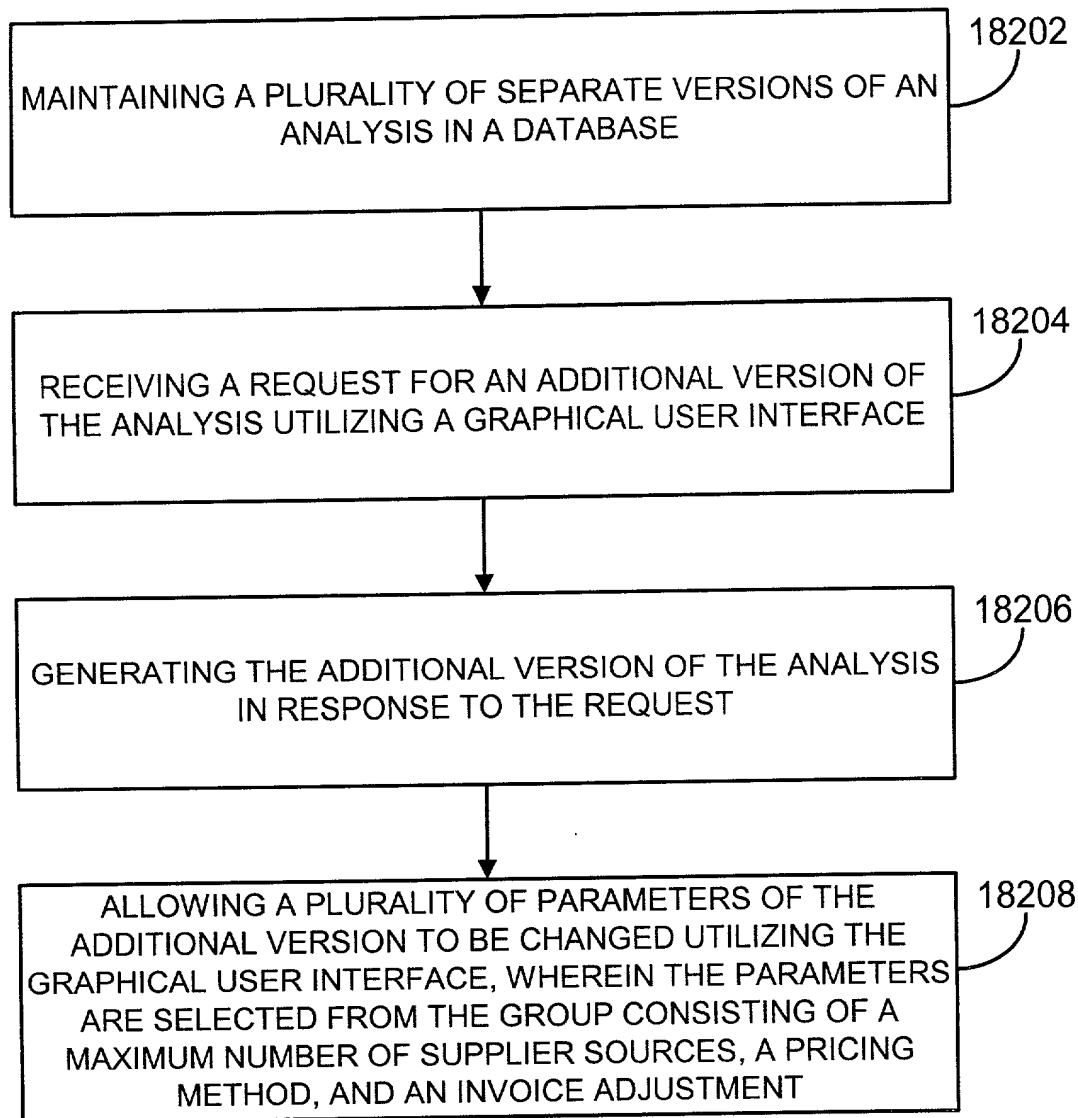 18202
MAINTAINING A PLURALITY OF SEPARATE VERSIONS OF AN
ANALYSIS IN A DATABASE
18204
RECEIVING A REQUEST FOR AN ADDITIONAL VERSION OF
THE ANALYSIS UTILIZING A GRAPHICAL USER INTERFACE
18206
GENERATING THE ADDITIONAL VERSION OF THE ANALYSIS
IN RESPONSE TO THE REQUEST
18208
ALLOWING A PLURALITY OF PARAMETERS OF THE
ADDITIONAL VERSION TO BE CHANGED UTILIZING THE
GRAPHICAL USER INTERFACE, WHEREIN THE PARAMETERS
ARE SELECTED FROM THE GROUP CONSISTING OF A
MAXIMUM NUMBER OF SUPPLIER SOURCES, A PRICING
METHOD, AND AN INVOICE ADJUSTMENT